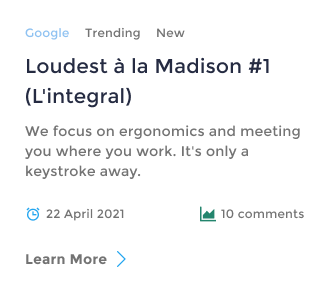 Google Trending New
Loudest à la Madison #1
(L'integral)
We focus on ergonomics and meeting
you where you work. It's only a
keystroke away.
22 April 2021 10 comments
Learn More